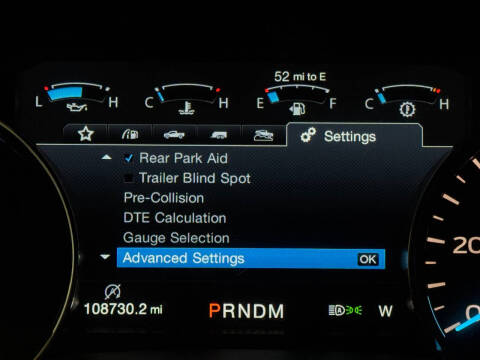 52 mi to E
L H C H E F C H
Settings
Rear Park Aid
Trailer Blind Spot
Pre-Collision
DTE Calculation
Gauge Selection
Advanced Settings OK
108730.2 mi PRNDM A W
20
0